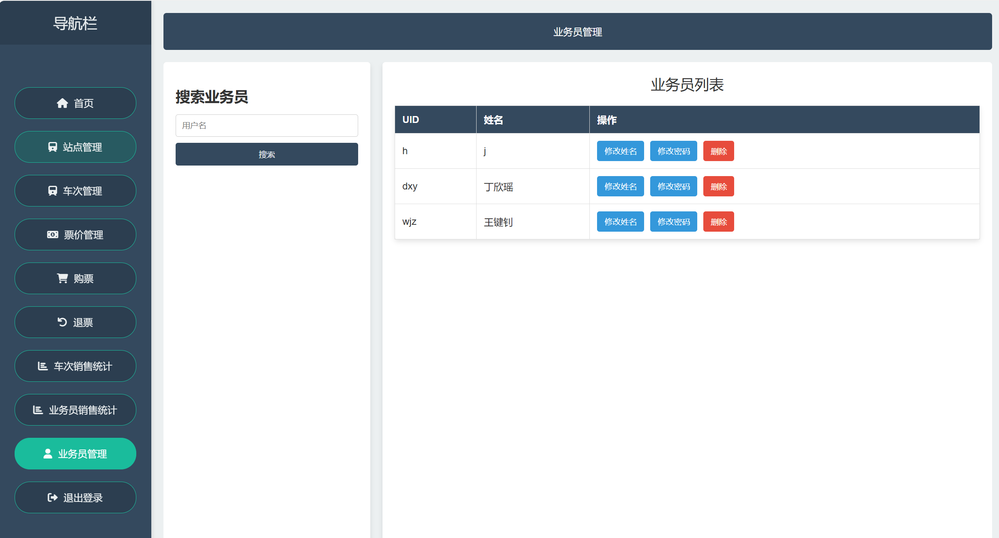 导航栏
首页
站点管理
车次管理
票价管理
购票
退票
车次销售统计
业务员销售统计
业务员管理
退出登录
业务员管理
搜索业务员
用户名
搜索
业务员列表
UID 姓名 操作
h j 修改姓名 修改密码 删除
dxy 丁欣瑶 修改姓名 修改密码 删除
wjz 王键钊 修改姓名 修改密码 删除